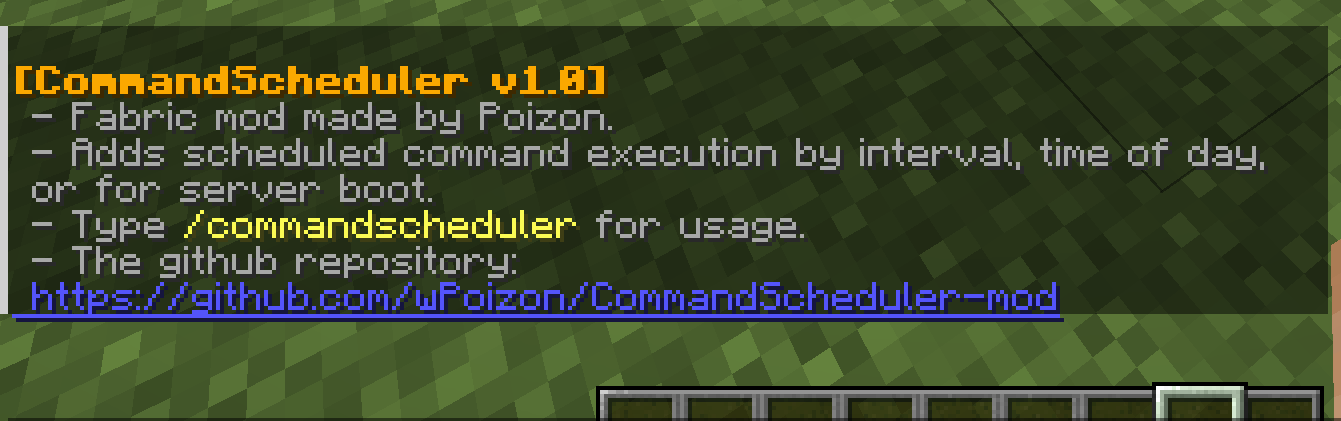 [CommandScheduler v1.0]
- Fabric mod made by Poizon.
- Adds scheduled command execution by interval, time of day,
or for server boot.
- Type /commandscheduler for usage.
- The github repository:
https://github.com/wPoizon/CommandScheduler-mod